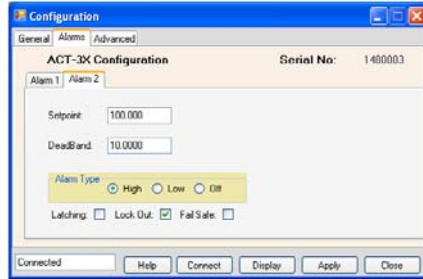 Configuration
General Alarms Advanced
ACT-3X Configuration Serial No: 1480003
Alarm 1 Alarm 2
Setpoint: 100.000
DeadBand: 10.0000
Alarm Type
High Low Off
Latching: Lock Out: Fail Safe:
Connected Help Connect Display Apply Close